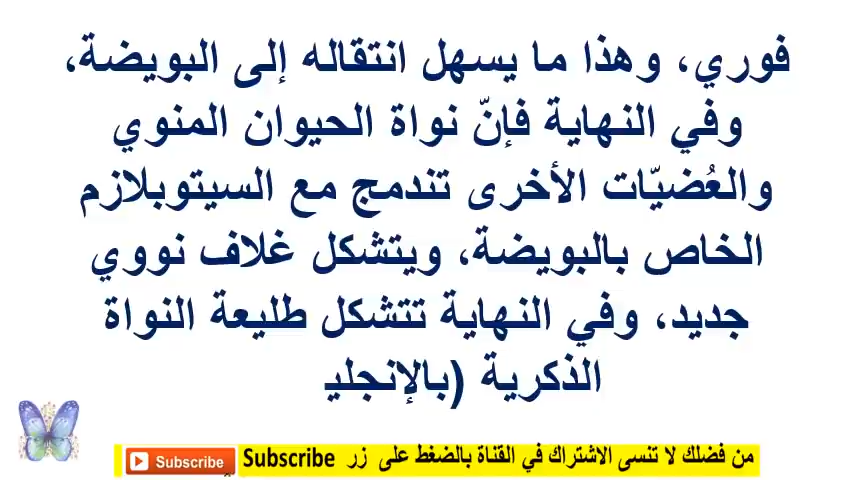 فوري، وهذا ما يسهل انتقاله إلى البويضة،
وفي النهاية فإنّ نواة الحيوان المنوي
والعُضيّات الأخرى تندمج مع السيتوبلازم
الخاص بالبويضة، ويتشكل غلاف نووي
جديد، وفي النهاية تتشكل طليعة النواة
الذكرية (بالإنجليـ
من فضلك لا تنسى الاشتراك في القناة بالضغط على زر Subscribe Subscribe